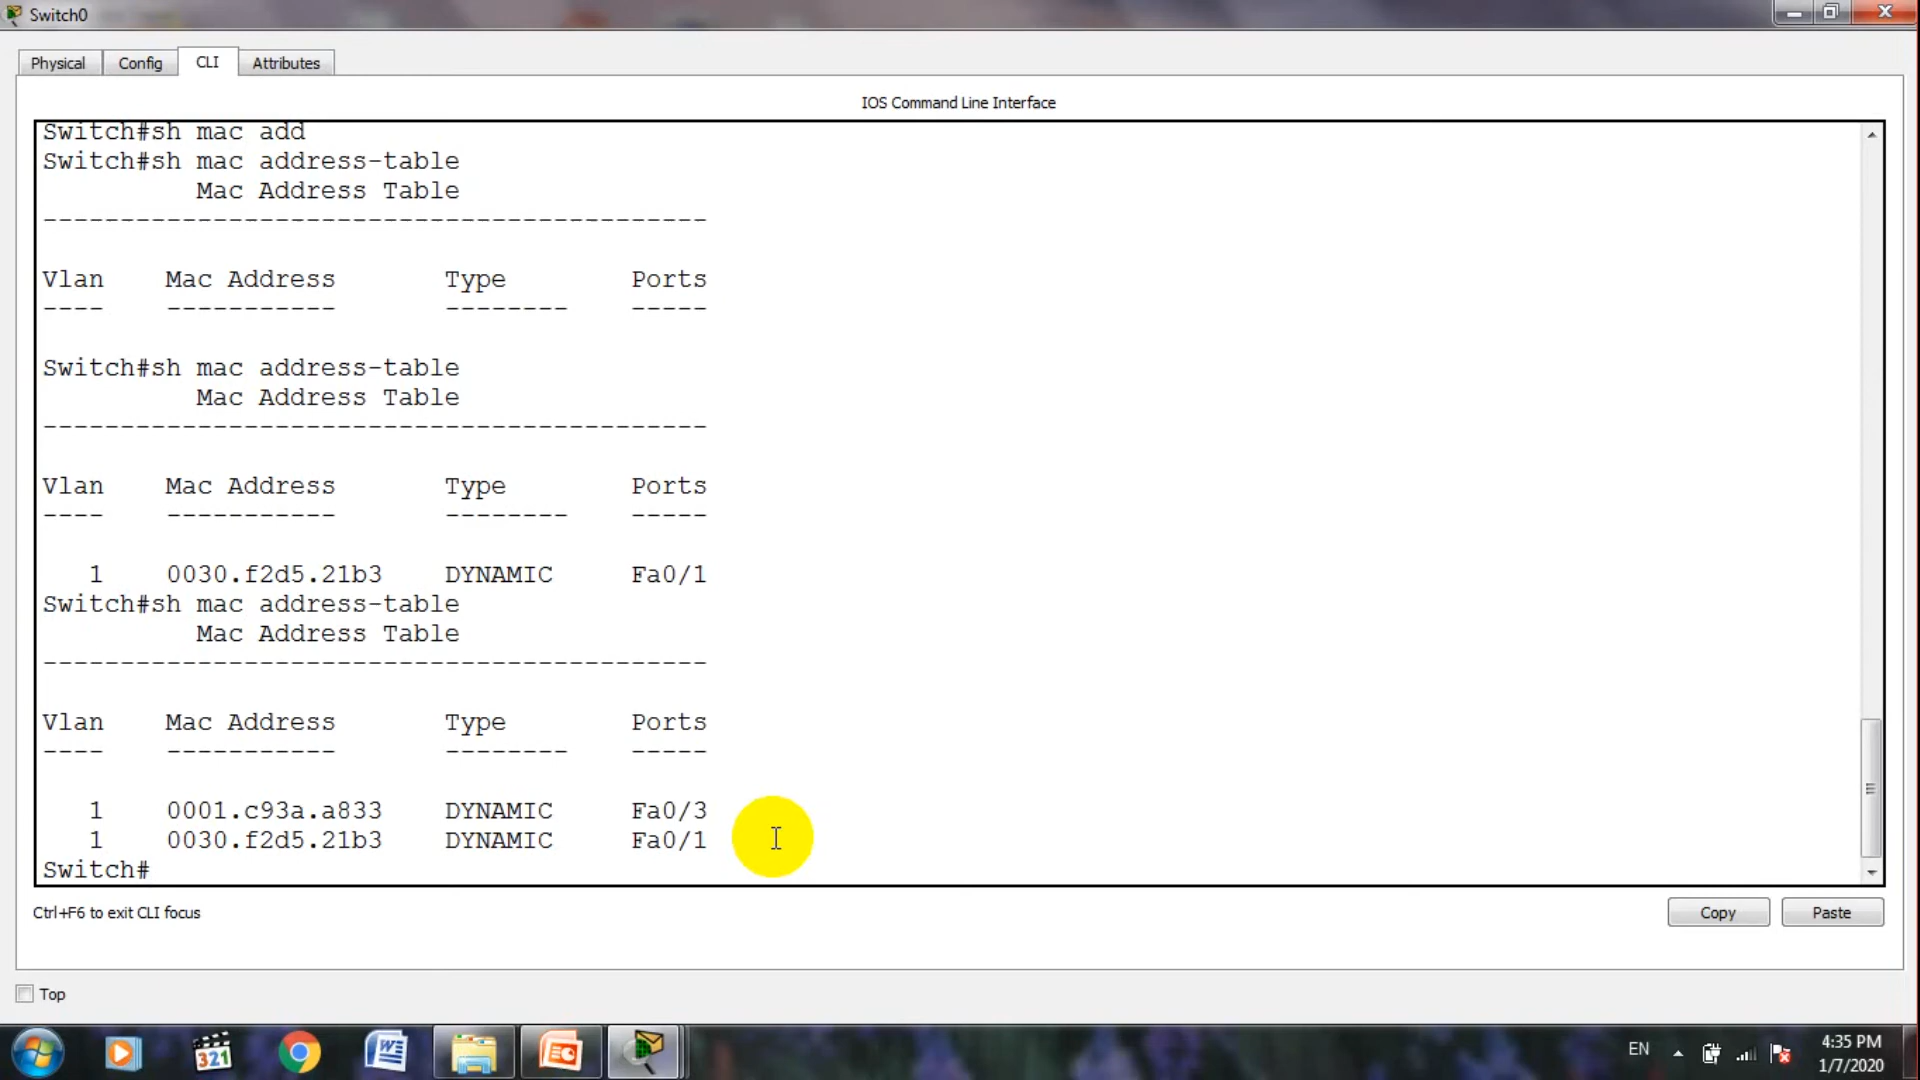 Switch0
Physical Config CLI Attributes
IOS Command Line Interface
Switch#sh mac add
Switch#sh mac address-table
Mac Address Table
-------------------------------------------
Vlan Mac Address Type Ports
---- ----------- -------- -----
Switch#sh mac address-table
Mac Address Table
-------------------------------------------
Vlan Mac Address Type Ports
---- ----------- -------- -----
1 0030.f2d5.21b3 DYNAMIC Fa0/1
Switch#sh mac address-table
Mac Address Table
-------------------------------------------
Vlan Mac Address Type Ports
---- ----------- -------- -----
1 0001.c93a.a833 DYNAMIC Fa0/3
1 0030.f2d5.21b3 DYNAMIC Fa0/1
Switch#
Ctrl+F6 to exit CLI focus
Copy Paste
Top
321
EN
4:35 PM
1/7/2020